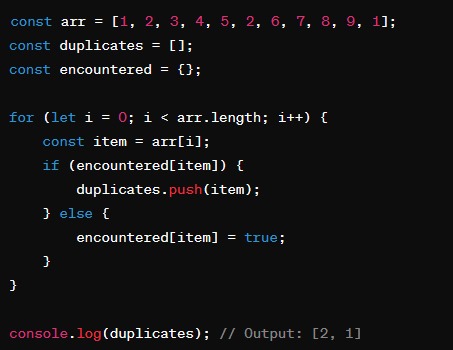 const arr = [1, 2, 3, 4, 5, 2, 6, 7, 8, 9, 1];
const duplicates = [];
const encountered = {};

for (let i = 0; i < arr.length; i++) {
    const item = arr[i];
    if (encountered[item]) {
        duplicates.push(item);
    } else {
        encountered[item] = true;
    }
}

console.log(duplicates); // Output: [2, 1]